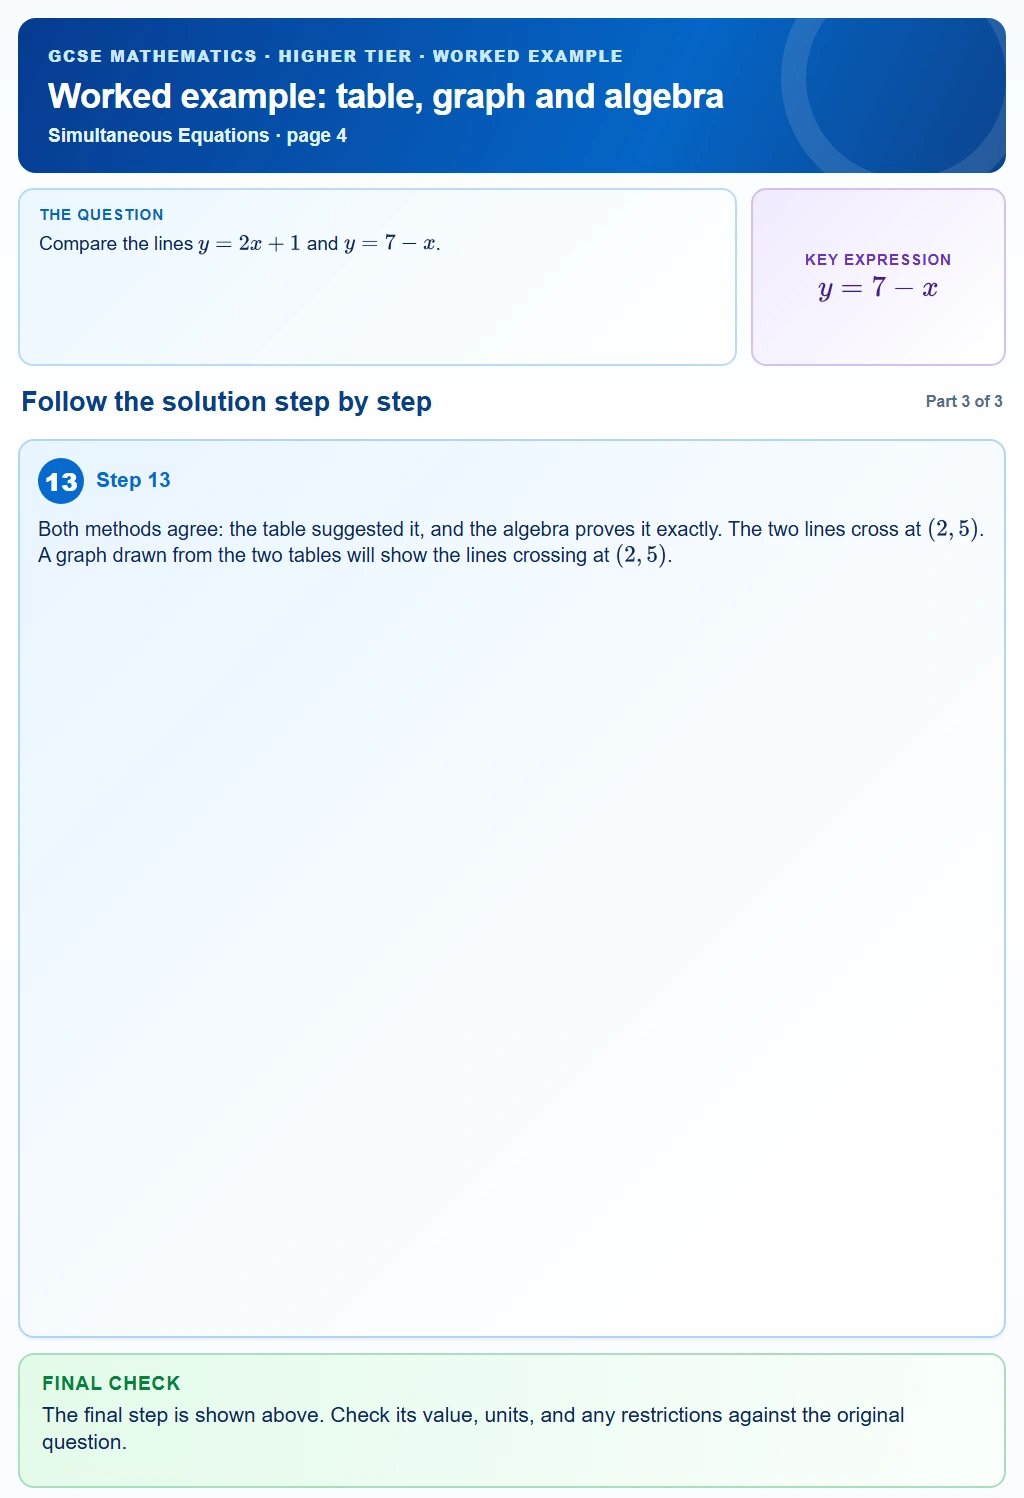 GCSE MATHEMATICS · HIGHER TIER · WORKED EXAMPLE
Worked example: table, graph and algebra
Simultaneous Equations · page 4
THE QUESTION
Compare the lines y = 2x + 1 and y = 7 − x.
KEY EXPRESSION
y = 7 − x
Follow the solution step by step
Part 3 of 3
13 Step 13
Both methods agree: the table suggested it, and the algebra proves it exactly. The two lines cross at (2, 5).
A graph drawn from the two tables will show the lines crossing at (2, 5).
FINAL CHECK
The final step is shown above. Check its value, units, and any restrictions against the original
question.